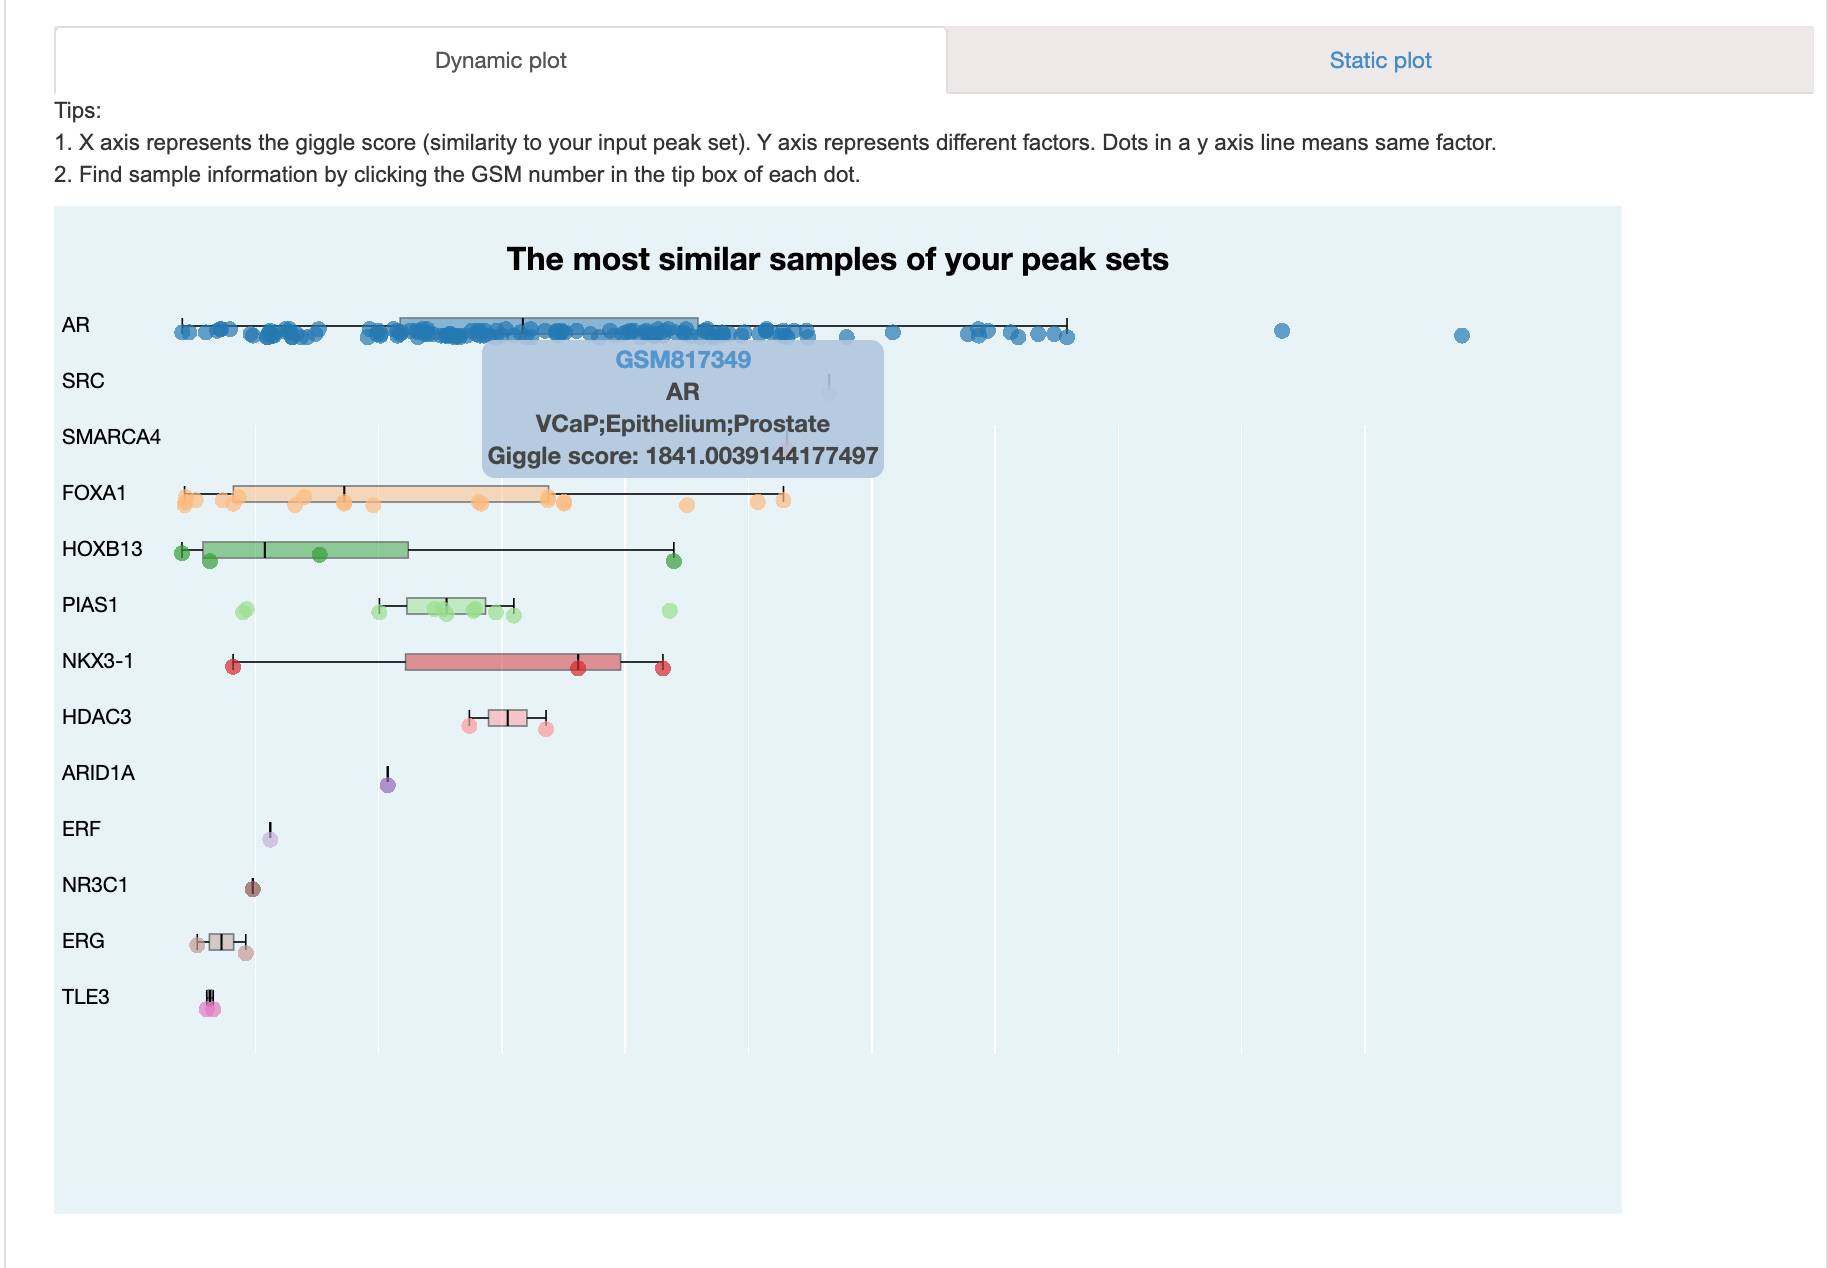 Dynamic plot
Static plot
Tips:
1. X axis represents the giggle score (similarity to your input peak set). Y axis represents different factors. Dots in a y axis line means same factor.
2. Find sample information by clicking the GSM number in the tip box of each dot.
The most similar samples of your peak sets
AR
GSM817349
SRC
AR
VCaP;Epithelium;Prostate
SMARCA4
Giggle score: 1841.0039144177497
FOXA1
HOXB13
PIAS1
NKX3-1
HDAC3
ARID1A
ERF
NR3C1
ERG
TLE3